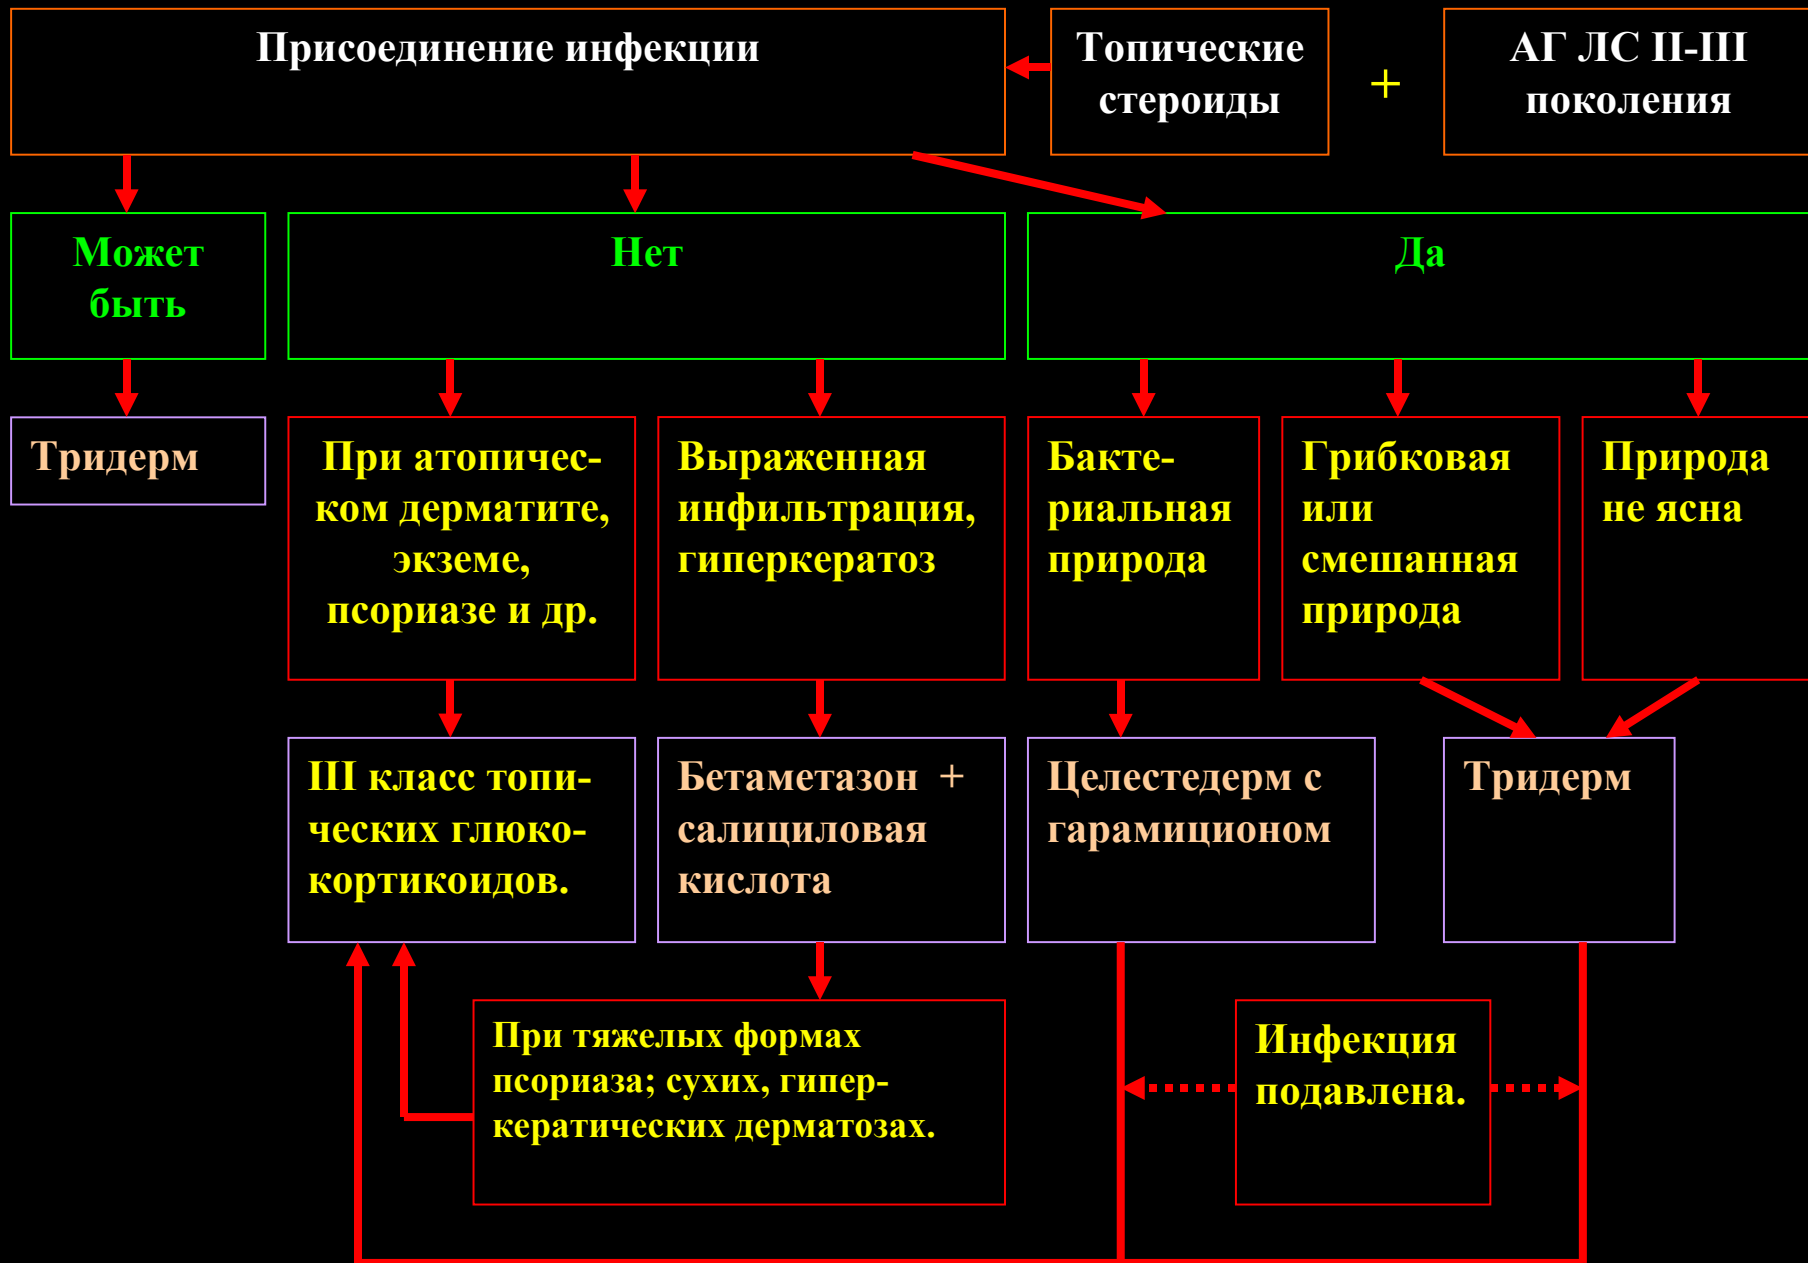 Присоединение инфекции
Топические
стероиды
+
АГ ЛС II-III
поколения
Может
быть
Нет
Да
Тридерм
При атопичес-
ком дерматите,
экземе,
псориазе и др.
Выраженная
инфильтрация,
гиперкератоз
Бакте-
риальная
природа
Грибковая
или
смешанная
природа
Природа
не ясна
III класс топи-
ческих глюко-
кортикоидов.
Бетаметазон +
салициловая
кислота
Целестедерм с
гарамиционом
Тридерм
При тяжелых формах
псориаза; сухих, гипер-
кератических дерматозах.
Инфекция
подавлена.